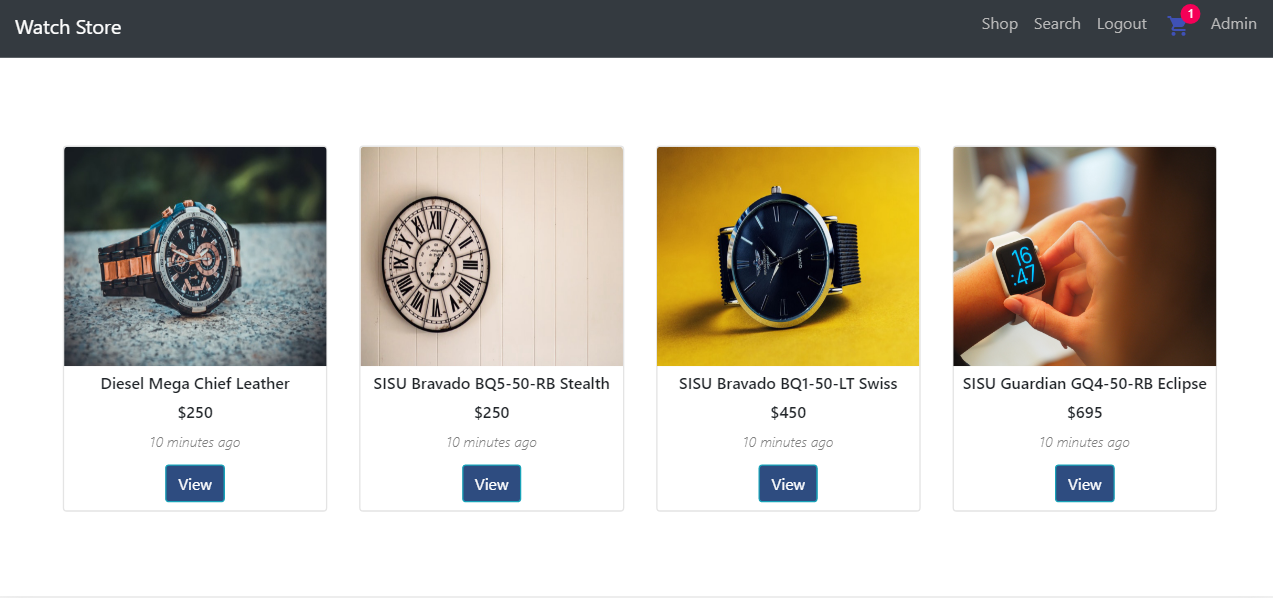 Watch Store
Shop Search Logout 1 Admin
XII
16
:47
Diesel Mega Chief Leather
$250
10 minutes ago
View
SISU Bravado BQ5-50-RB Stealth
$250
10 minutes ago
View
SISU Bravado BQ1-50-LT Swiss
$450
10 minutes ago
View
SISU Guardian GQ4-50-RB Eclipse
$695
10 minutes ago
View